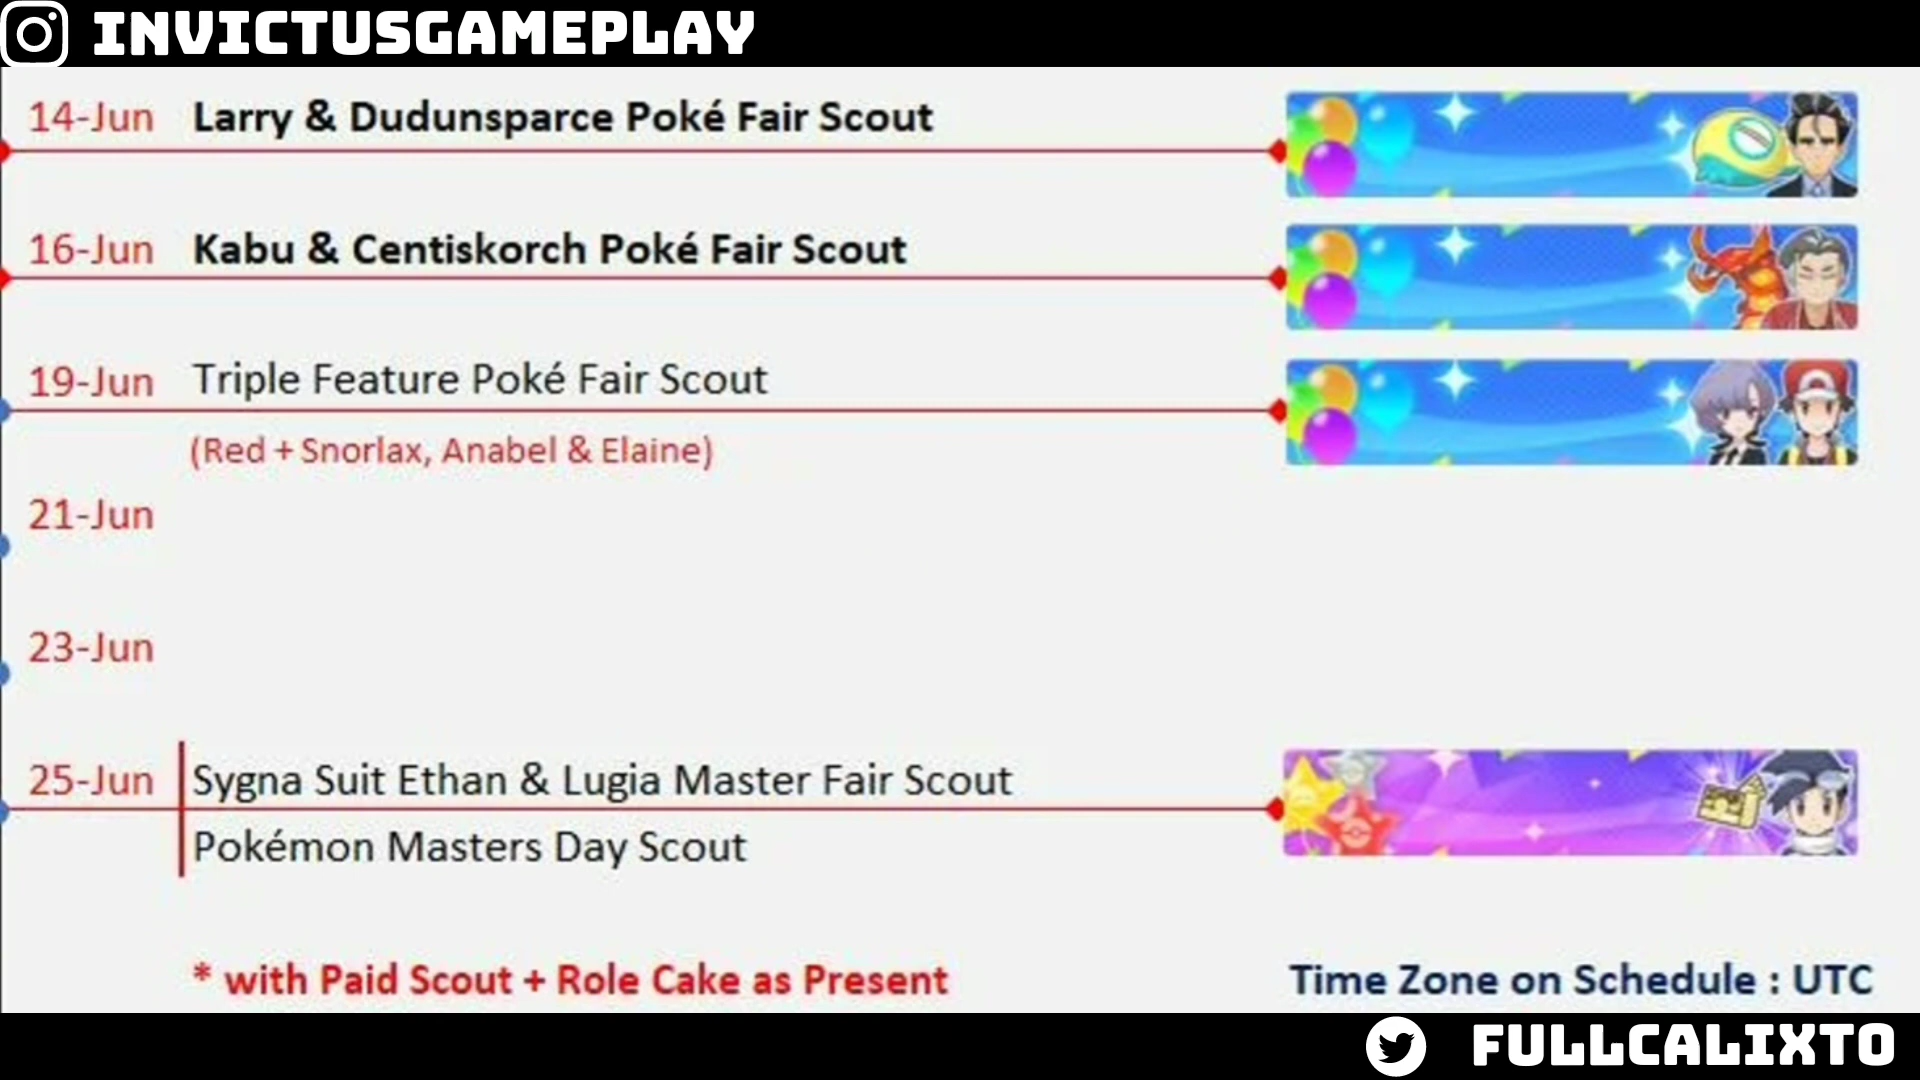 INVICTUSGAMEPLAY
14-Jun Larry & Dudunsparce Poké Fair Scout
16-Jun Kabu & Centiskorch Poké Fair Scout
19-Jun Triple Feature Poké Fair Scout
(Red + Snorlax, Anabel & Elaine)
21-Jun
23-Jun
25-Jun Sygna Suit Ethan & Lugia Master Fair Scout
Pokémon Masters Day Scout
* with Paid Scout + Role Cake as Present
Time Zone on Schedule : UTC
FULLCALIXTO